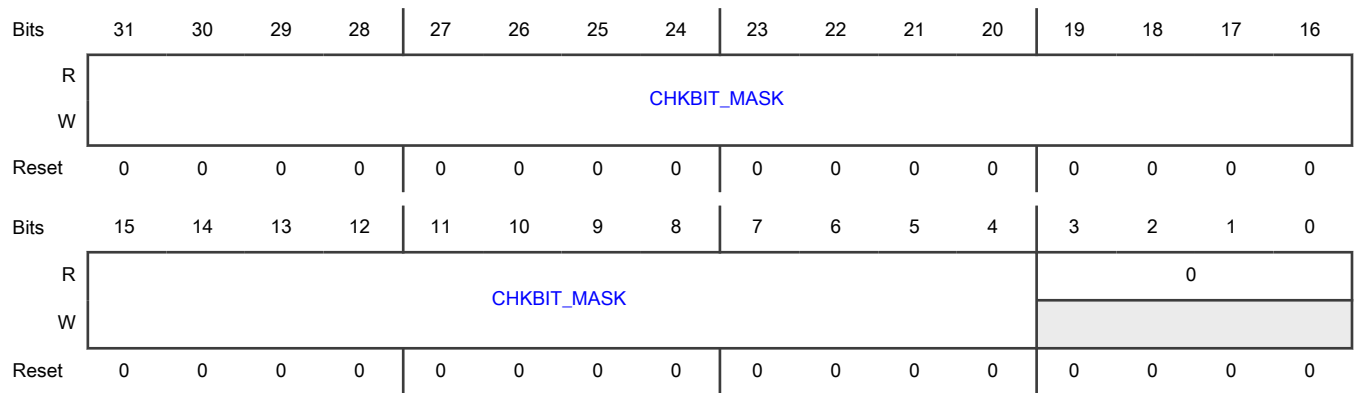 Bits 31 30 29 28 27 26 25 24 23 22 21 20 19 18 17 16
R
CHKBIT_MASK
W
Reset 0 0 0 0 0 0 0 0 0 0 0 0 0 0 0 0
Bits 15 14 13 12 11 10 9 8 7 6 5 4 3 2 1 0
R 0
CHKBIT_MASK
W
Reset 0 0 0 0 0 0 0 0 0 0 0 0 0 0 0 0